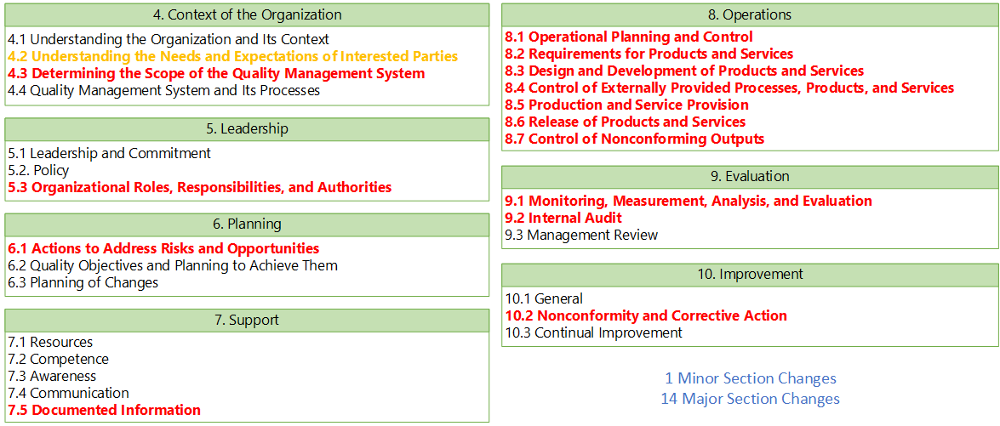 4. Context of the Organization
4.1 Understanding the Organization and Its Context
4.2 Understanding the Needs and Expectations of Interested Parties
4.3 Determining the Scope of the Quality Management System
4.4 Quality Management System and Its Processes
5. Leadership
5.1 Leadership and Commitment
5.2. Policy
5.3 Organizational Roles, Responsibilities, and Authorities
6. Planning
6.1 Actions to Address Risks and Opportunities
6.2 Quality Objectives and Planning to Achieve Them
6.3 Planning of Changes
7. Support
7.1 Resources
7.2 Competence
7.3 Awareness
7.4 Communication
7.5 Documented Information
8. Operations
8.1 Operational Planning and Control
8.2 Requirements for Products and Services
8.3 Design and Development of Products and Services
8.4 Control of Externally Provided Processes, Products, and Services
8.5 Production and Service Provision
8.6 Release of Products and Services
8.7 Control of Nonconforming Outputs
9. Evaluation
9.1 Monitoring, Measurement, Analysis, and Evaluation
9.2 Internal Audit
9.3 Management Review
10. Improvement
10.1 General
10.2 Nonconformity and Corrective Action
10.3 Continual Improvement
1 Minor Section Changes
14 Major Section Changes